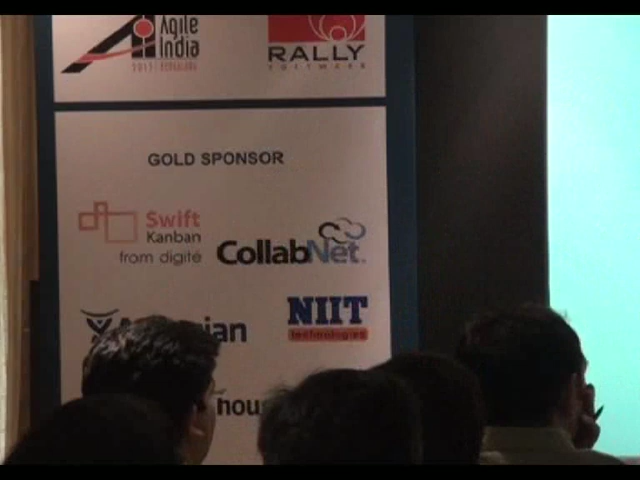 Agile
India
RALLY
SOFTWARE
GOLD SPONSOR
Swift
Kanban
from digité
CollabNet
NIIT
technologies